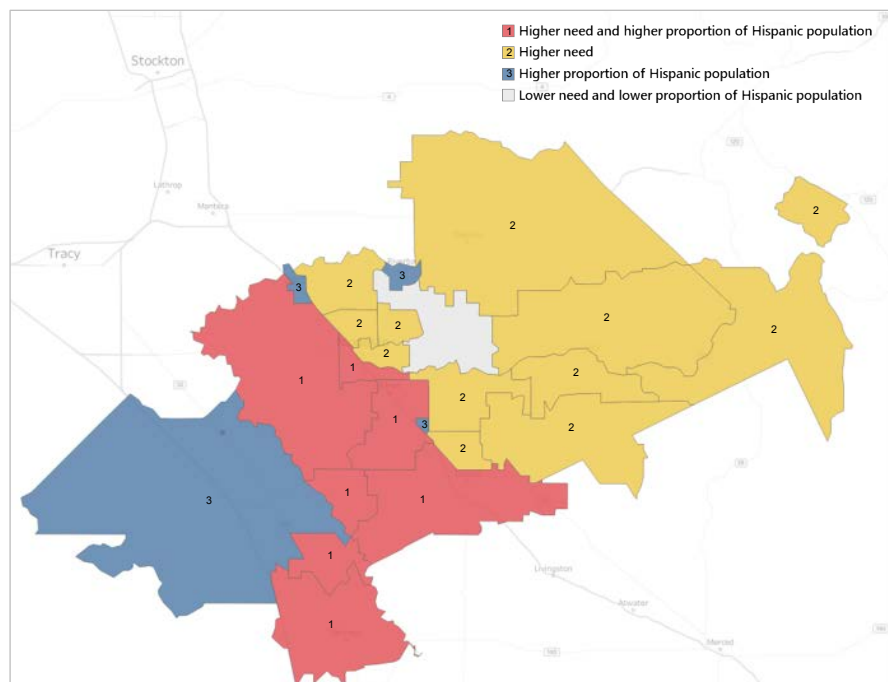 1 Higher need and higher proportion of Hispanic population
2 Higher need
3 Higher proportion of Hispanic population
Lower need and lower proportion of Hispanic population
Stockton
Lathrop
Manteca
Tracy
2
2
3
2
3
2
2
2
2
2
1
1
2
2
1
3
2
2
1
1
3
1
1
Livingston
Atwater
Merced